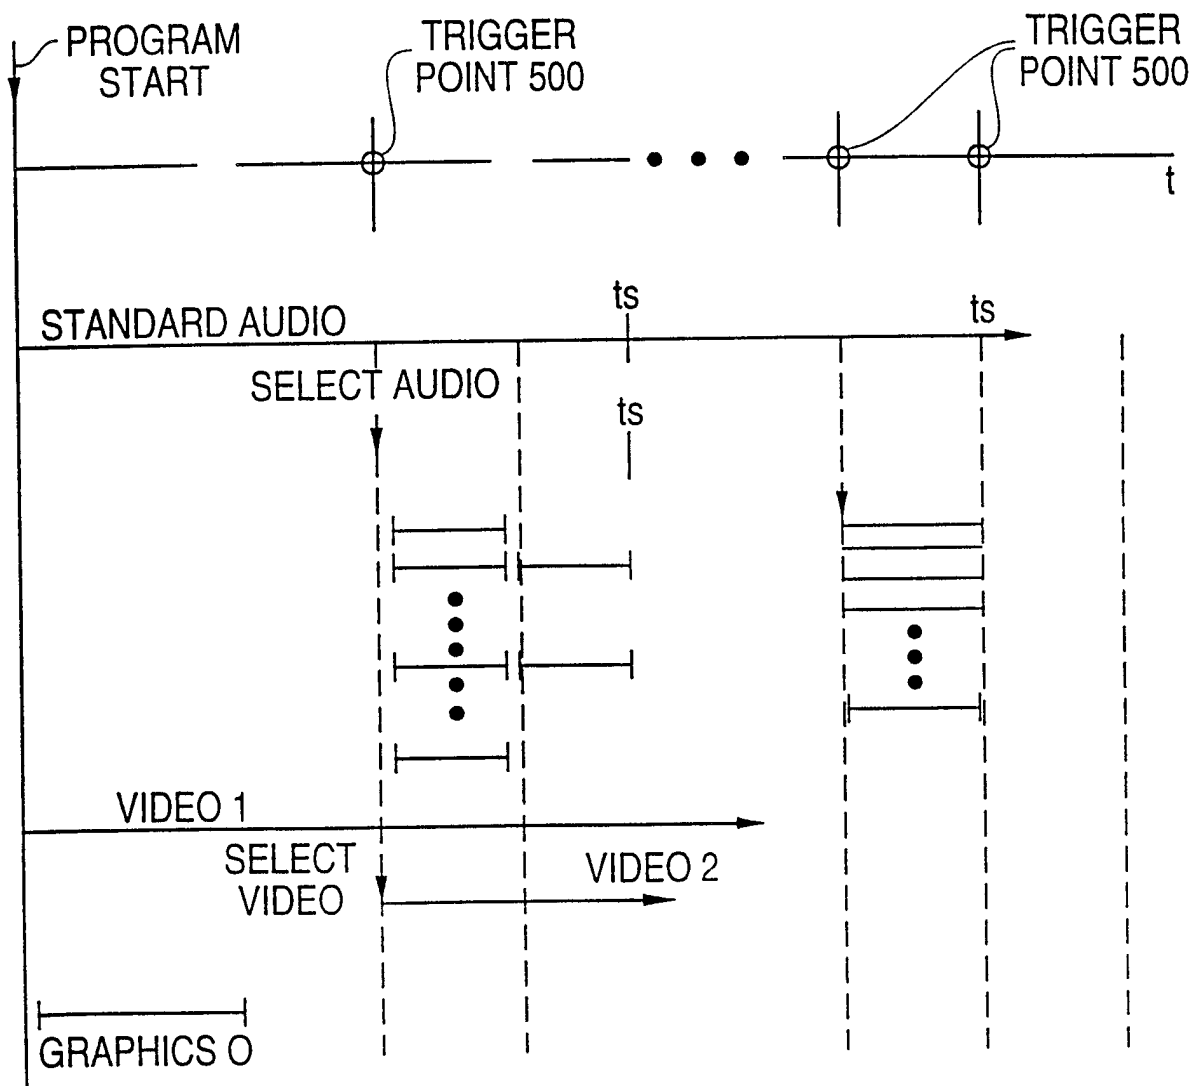 PROGRAM
START
TRIGGER
POINT 500
TRIGGER
POINT 500
t
STANDARD AUDIO
ts
ts
SELECT AUDIO
ts
VIDEO 1
SELECT
VIDEO
VIDEO 2
GRAPHICS O